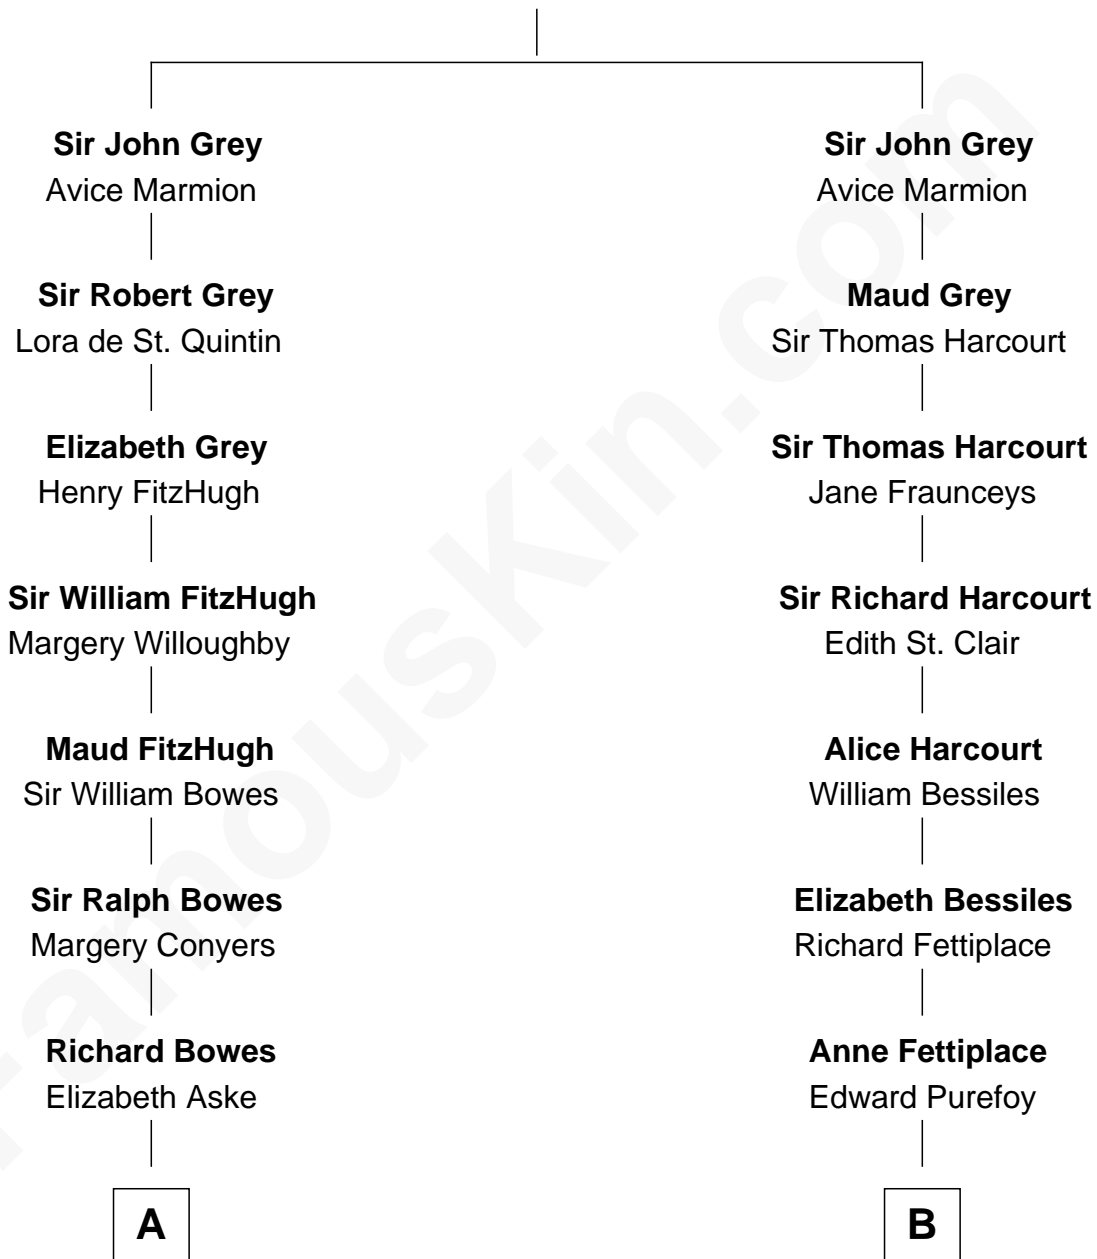 Sir John Grey
Avice Marmion
Sir Robert Grey
Lora de St. Quintin
Elizabeth Grey
Henry FitzHugh
Sir William FitzHugh
Margery Willoughby
Maud FitzHugh
Sir William Bowes
Sir Ralph Bowes
Margery Conyers
Richard Bowes
Elizabeth Aske
A
Sir John Grey
Avice Marmion
Maud Grey
Sir Thomas Harcourt
Sir Thomas Harcourt
Jane Fraunceys
Sir Richard Harcourt
Edith St. Clair
Alice Harcourt
William Bessiles
Elizabeth Bessiles
Richard Fettiplace
Anne Fettiplace
Edward Purefoy
B
FamousKin.com